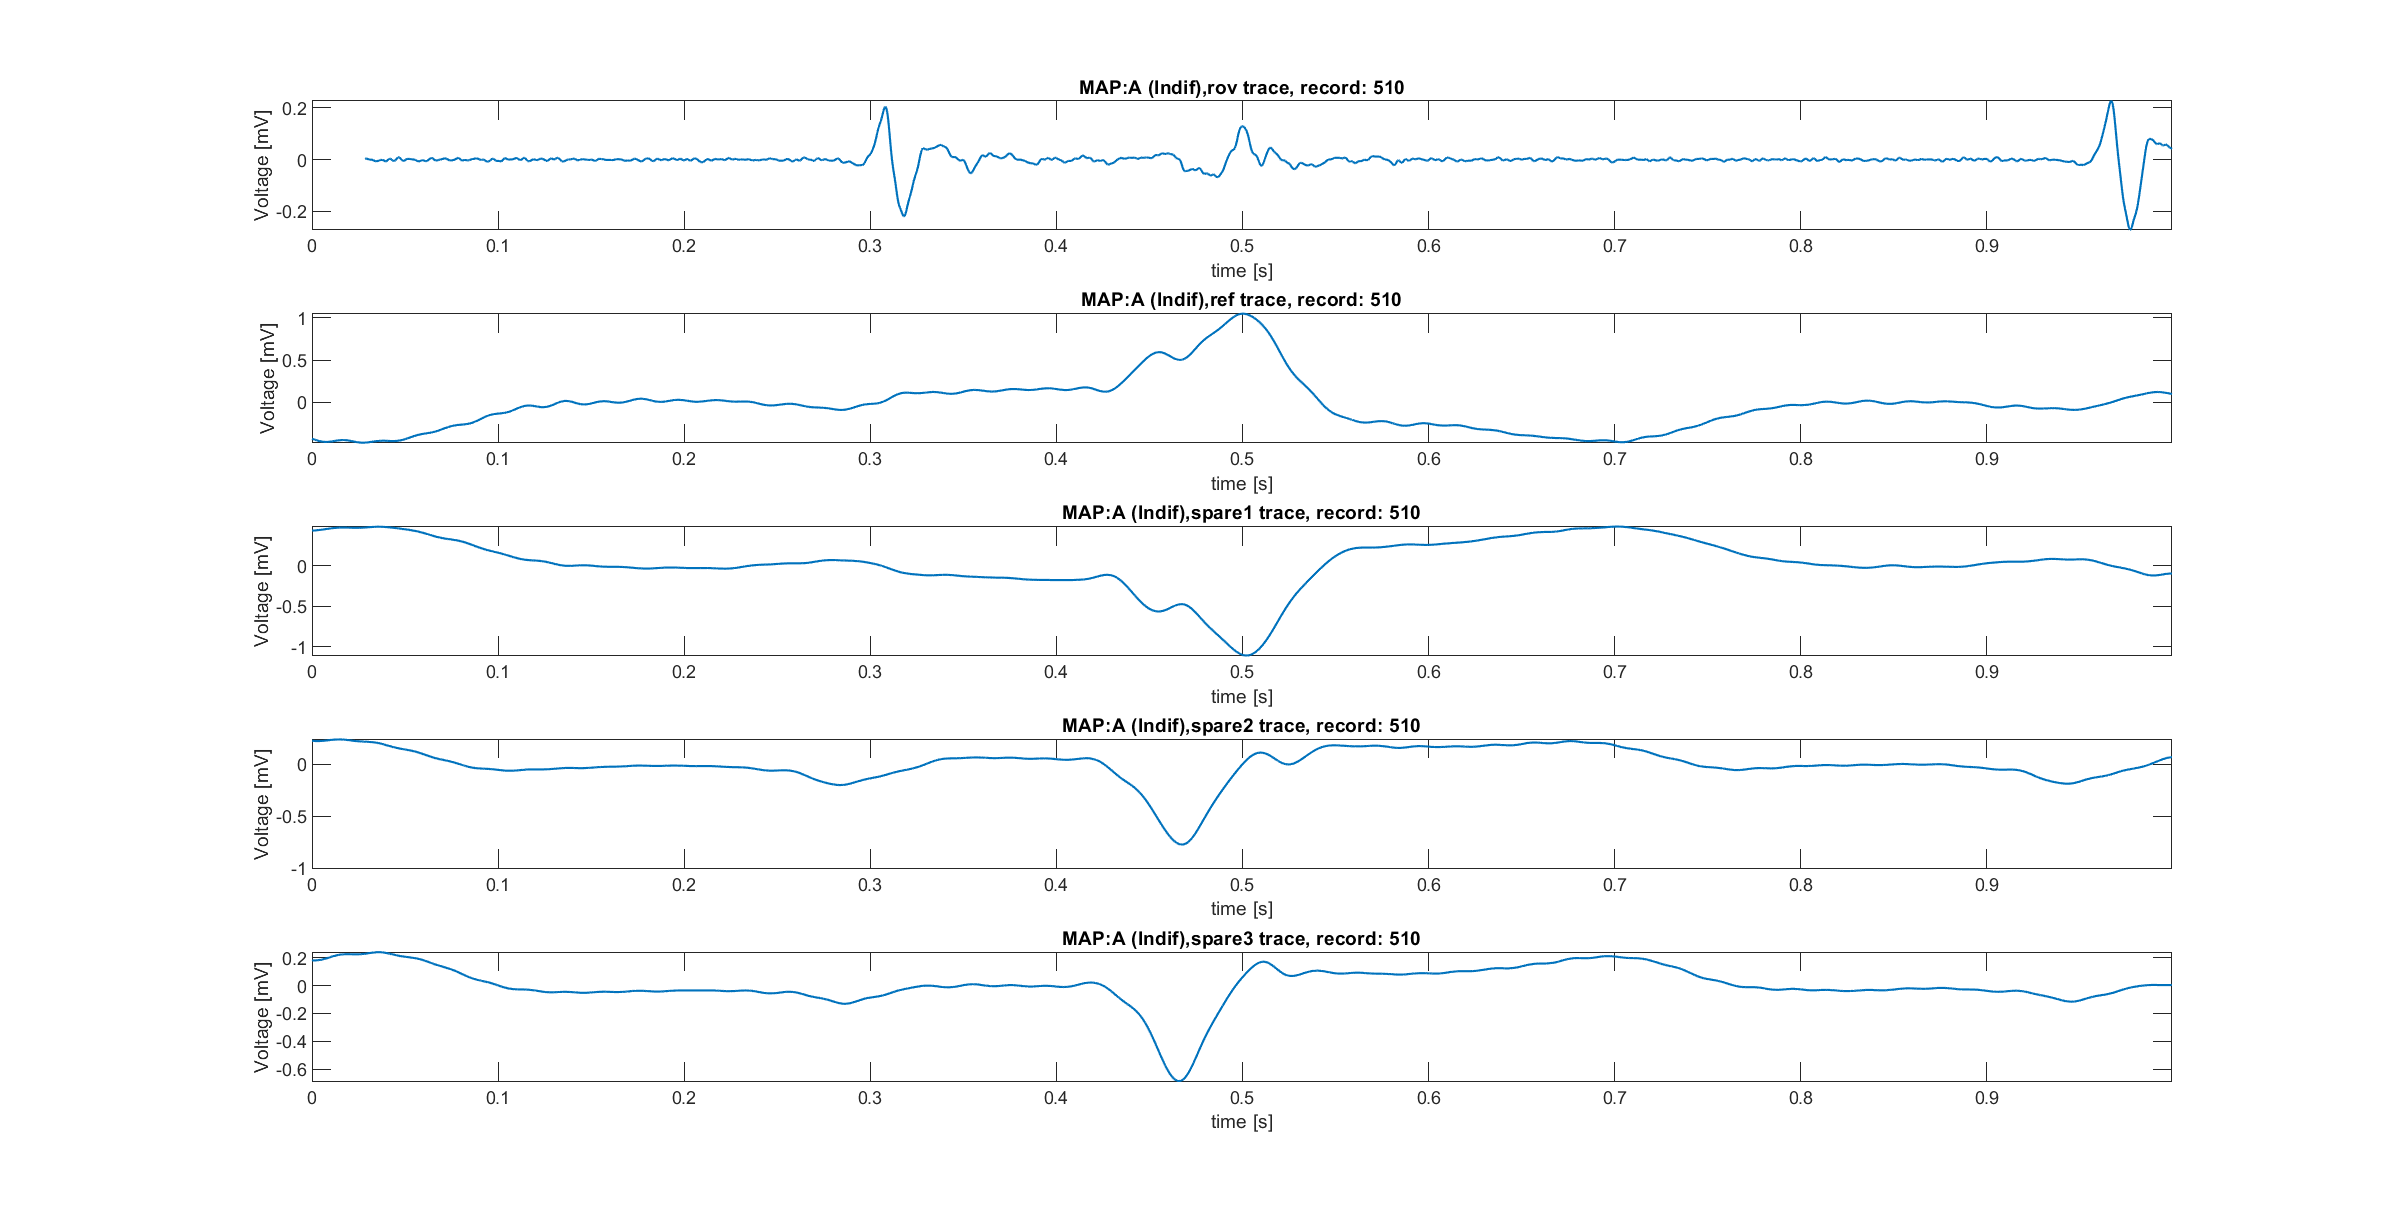 MAP:A (Indif),rov trace, record: 510
Voltage [mV]
0.2
0
-0.2
0 0.1 0.2 0.3 0.4 0.5 0.6 0.7 0.8 0.9
time [s]
MAP:A (Indif),ref trace, record: 510
Voltage [mV]
1
0.5
0
0 0.1 0.2 0.3 0.4 0.5 0.6 0.7 0.8 0.9
time [s]
MAP:A (Indif),spare1 trace, record: 510
Voltage [mV]
0
-0.5
-1
0 0.1 0.2 0.3 0.4 0.5 0.6 0.7 0.8 0.9
time [s]
MAP:A (Indif),spare2 trace, record: 510
Voltage [mV]
0
-0.5
-1
0 0.1 0.2 0.3 0.4 0.5 0.6 0.7 0.8 0.9
time [s]
MAP:A (Indif),spare3 trace, record: 510
Voltage [mV]
0.2
0
-0.2
-0.4
-0.6
0 0.1 0.2 0.3 0.4 0.5 0.6 0.7 0.8 0.9
time [s]